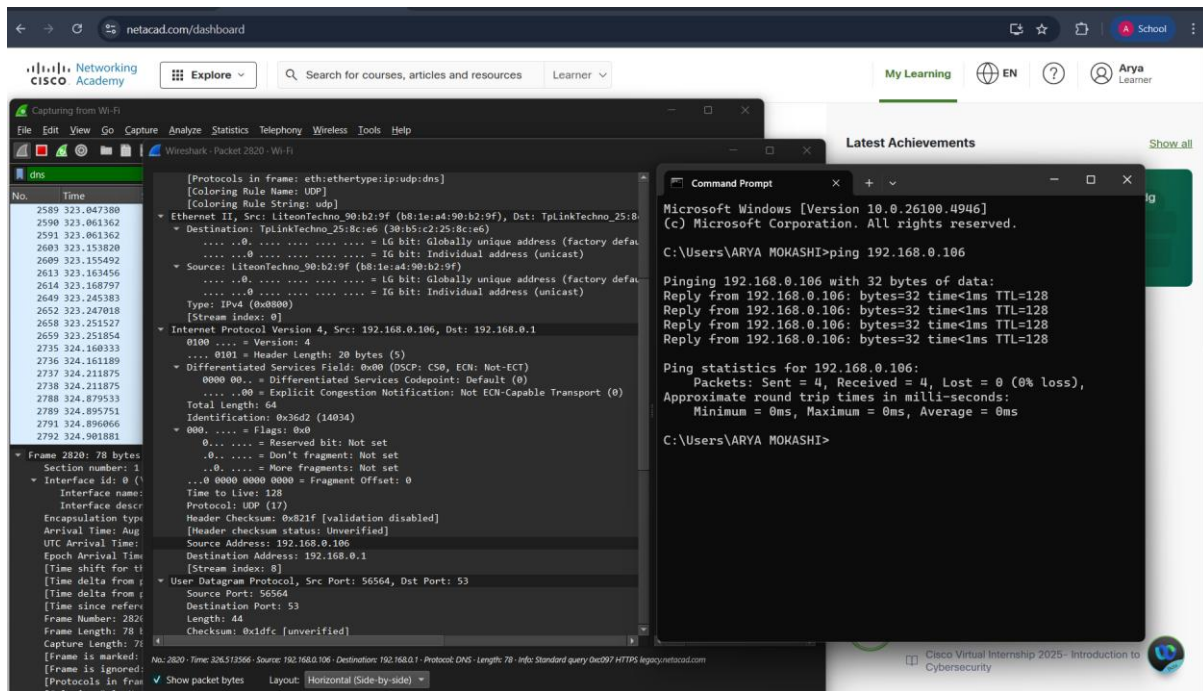 netacad.com/dashboard
School
Networking
CISCO Academy
Explore
Search for courses, articles and resources
Learner
My Learning
EN
Arya
Learner
Latest Achievements
Show all
Capturing from Wi-Fi
File Edit View Go Capture Analyze Statistics Telephony Wireless Tools Help
dns
No. Time
2589 323.047380
2590 323.061362
2591 323.061362
2603 323.153820
2609 323.155492
2613 323.163456
2614 323.168797
2649 323.245383
2652 323.247018
2658 323.251527
2659 323.251854
2735 324.160333
2736 324.161189
2737 324.211875
2738 324.211875
2788 324.879533
2789 324.895751
2791 324.896066
2792 324.901881
Frame 2820: 78 bytes
Section number: 1
Interface id: 0
Interface name:
Interface descr
Encapsulation type
Arrival Time: Aug
UTC Arrival Time:
Epoch Arrival Time
[Time shift for th
[Time delta from p
[Time delta from p
[Time since refere
Frame Number: 2820
Frame Length: 78 b
Capture Length: 78
[Frame is marked:
[Frame is ignored:
[Protocols in fram
Wireshark · Packet 2820 · Wi-Fi
[Protocols in frame: eth:ethertype:ip:udp:dns]
[Coloring Rule Name: UDP]
[Coloring Rule String: udp]
Ethernet II, Src: LiteonTechno_90:b2:9f (b8:1e:a4:90:b2:9f), Dst: TpLinkTechno_25:8
Destination: TpLinkTechno_25:8c:e6 (30:b5:c2:25:8c:e6)
.... ..0. .... .... .... .... = LG bit: Globally unique address (factory defau
.... ...0 .... .... .... .... = IG bit: Individual address (unicast)
Source: LiteonTechno_90:b2:9f (b8:1e:a4:90:b2:9f)
.... ..0. .... .... .... .... = LG bit: Globally unique address (factory defau
.... ...0 .... .... .... .... = IG bit: Individual address (unicast)
Type: IPv4 (0x0800)
[Stream index: 0]
Internet Protocol Version 4, Src: 192.168.0.106, Dst: 192.168.0.1
0100 .... = Version: 4
.... 0101 = Header Length: 20 bytes (5)
Differentiated Services Field: 0x00 (DSCP: CS0, ECN: Not-ECT)
0000 00.. = Differentiated Services Codepoint: Default (0)
.... ..00 = Explicit Congestion Notification: Not ECN-Capable Transport (0)
Total Length: 64
Identification: 0x36d2 (14034)
000. .... = Flags: 0x0
0... .... = Reserved bit: Not set
.0.. .... = Don't fragment: Not set
..0. .... = More fragments: Not set
...0 0000 0000 0000 = Fragment Offset: 0
Time to Live: 128
Protocol: UDP (17)
Header Checksum: 0x821f [validation disabled]
[Header checksum status: Unverified]
Source Address: 192.168.0.106
Destination Address: 192.168.0.1
[Stream index: 8]
User Datagram Protocol, Src Port: 56564, Dst Port: 53
Source Port: 56564
Destination Port: 53
Length: 44
Checksum: 0x1dfc [unverified]
No.: 2820 · Time: 326.513566 · Source: 192.168.0.106 · Destination: 192.168.0.1 · Protocol: DNS · Length: 78 · Info: Standard query 0xc097 HTTPS legacy.netacad.com
Show packet bytes Layout: Horizontal (Side-by-side)
Command Prompt
Microsoft Windows [Version 10.0.26100.4946]
(c) Microsoft Corporation. All rights reserved.
C:\Users\ARYA MOKASHI>ping 192.168.0.106
Pinging 192.168.0.106 with 32 bytes of data:
Reply from 192.168.0.106: bytes=32 time<1ms TTL=128
Reply from 192.168.0.106: bytes=32 time<1ms TTL=128
Reply from 192.168.0.106: bytes=32 time<1ms TTL=128
Reply from 192.168.0.106: bytes=32 time<1ms TTL=128
Ping statistics for 192.168.0.106:
Packets: Sent = 4, Received = 4, Lost = 0 (0% loss),
Approximate round trip times in milli-seconds:
Minimum = 0ms, Maximum = 0ms, Average = 0ms
C:\Users\ARYA MOKASHI>
Cisco Virtual Internship 2025- Introduction to
Cybersecurity